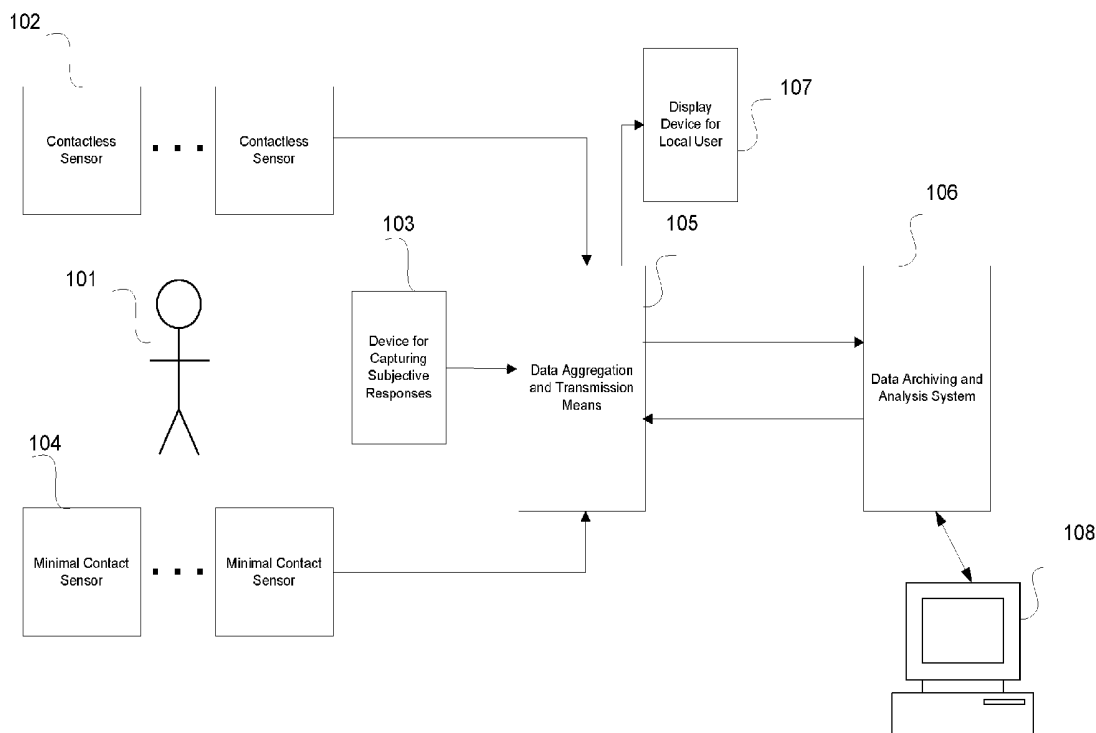 102
Contactless
Sensor
Contactless
Sensor
Display
Device for
Local User
107
103
105
106
101
Device for
Capturing
Subjective
Responses
Data Aggregation
and Transmission
Means
Data Archiving and
Analysis System
104
Minimal Contact
Sensor
Minimal Contact
Sensor
108